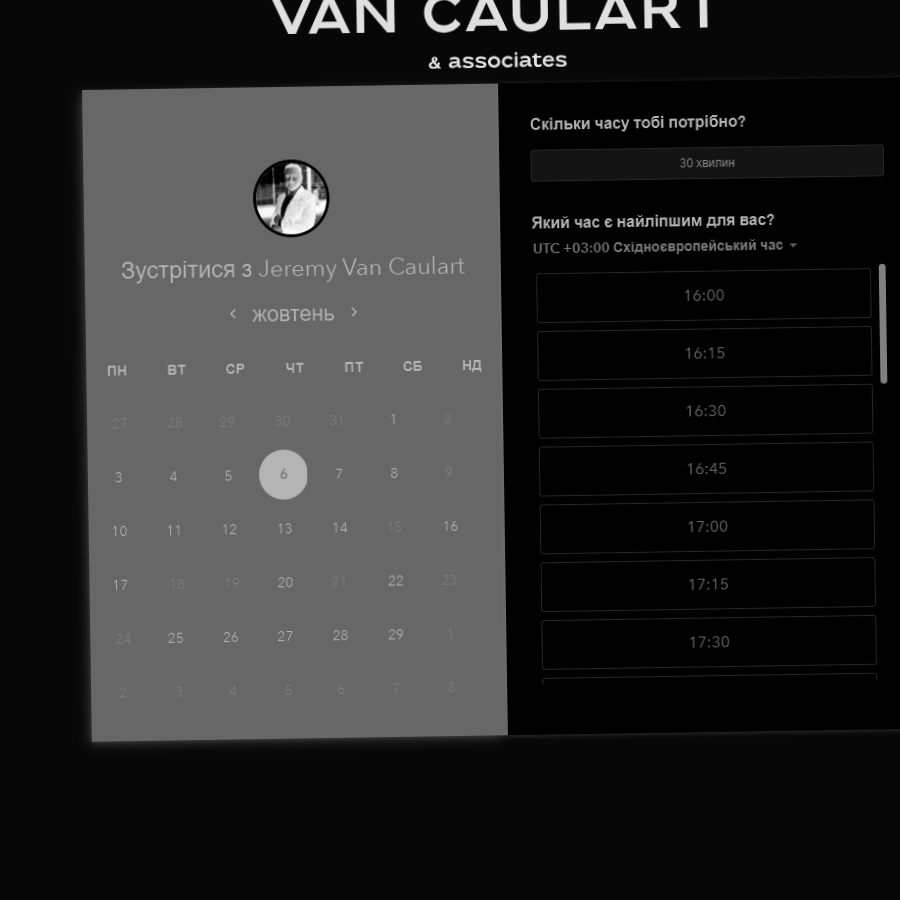 VAN CAULART
& associates
Зустрітися з Jeremy Van Caulart
жовтень
ПН ВТ СР ЧТ ПТ СБ НД
27 28 29 30 31 1 2
3 4 5 6 7 8 9
10 11 12 13 14 15 16
17 18 19 20 21 22 23
24 25 26 27 28 29 1
2 3 4 5 6 7 8
Скільки часу тобі потрібно?
30 хвилин
Який час є найліпшим для вас?
UTC +03:00 Східноєвропейський час
16:00
16:15
16:30
16:45
17:00
17:15
17:30